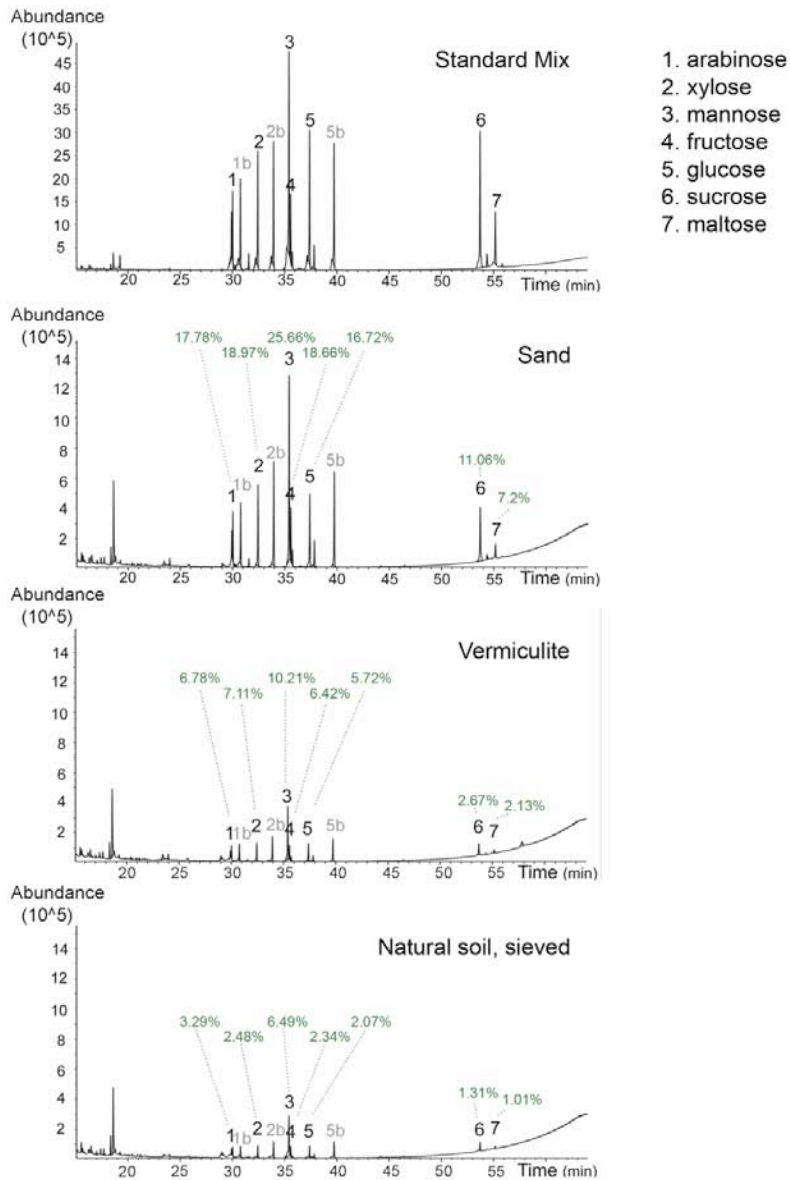 Abundance
(10^5)
Standard Mix
45
40
35
30
25
20
15
10
5
1
1b
2
2b
3
4
5
5b
6
7
20 25 30 35 40 45 50 55
Time (min)
1. arabinose
2. xylose
3. mannose
4. fructose
5. glucose
6. sucrose
7. maltose
Abundance
(10^5)
Sand
14
12
10
8
6
4
2
17.78% 25.66% 16.72%
18.97% 18.66%
11.06%
7.2%
1
1b
2
2b
3
4
5
5b
6
7
20 25 30 35 40 45 50 55
Time (min)
Abundance
(10^5)
Vermiculite
14
12
10
8
6
4
2
6.78% 10.21% 5.72%
7.11% 6.42%
2.67%
2.13%
1
1b
2
2b
3
4
5
5b
6
7
20 25 30 35 40 45 50 55
Time (min)
Abundance
(10^5)
Natural soil, sieved
14
12
10
8
6
4
2
3.29% 6.49% 2.07%
2.48% 2.34%
1.31%
1.01%
1
1b
2
2b
3
4
5
5b
6
7
20 25 30 35 40 45 50 55
Time (min)